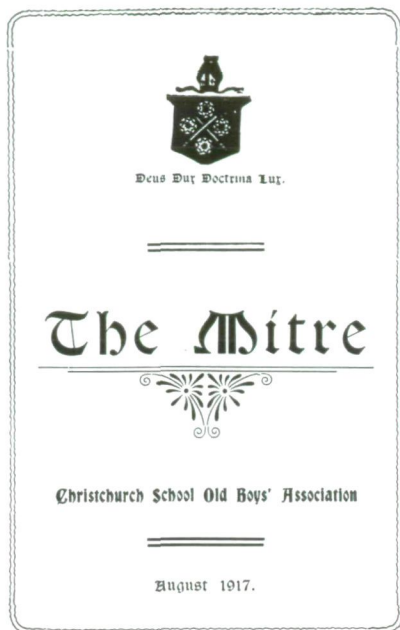 Deus Dux Doctrina Lux.
The Mitre
Christchurch School Old Boys' Association
August 1917.